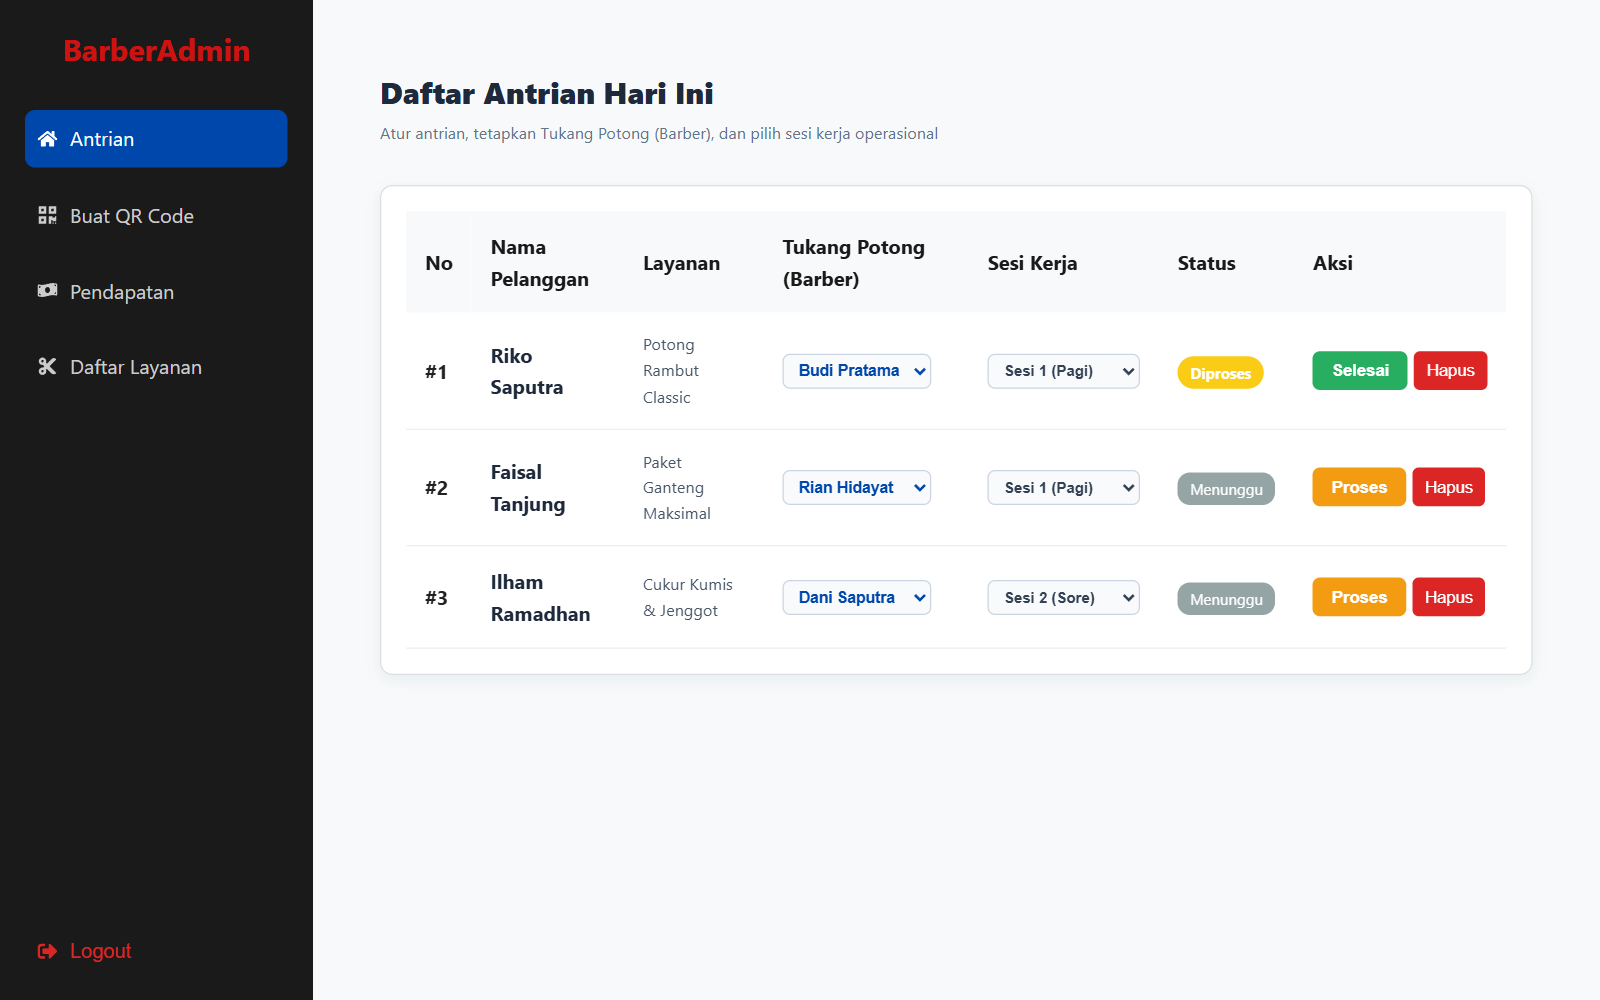 BarberAdmin
Antrian
Buat QR Code
Pendapatan
Daftar Layanan
Logout
Daftar Antrian Hari Ini
Atur antrian, tetapkan Tukang Potong (Barber), dan pilih sesi kerja operasional
No
Nama
Pelanggan
Layanan
Tukang Potong
(Barber)
Sesi Kerja
Status
Aksi
#1
Riko
Saputra
Potong
Rambut
Classic
Budi Pratama
Sesi 1 (Pagi)
Diproses
Selesai
Hapus
#2
Faisal
Tanjung
Paket
Ganteng
Maksimal
Rian Hidayat
Sesi 1 (Pagi)
Menunggu
Proses
Hapus
#3
Ilham
Ramadhan
Cukur Kumis
& Jenggot
Dani Saputra
Sesi 2 (Sore)
Menunggu
Proses
Hapus